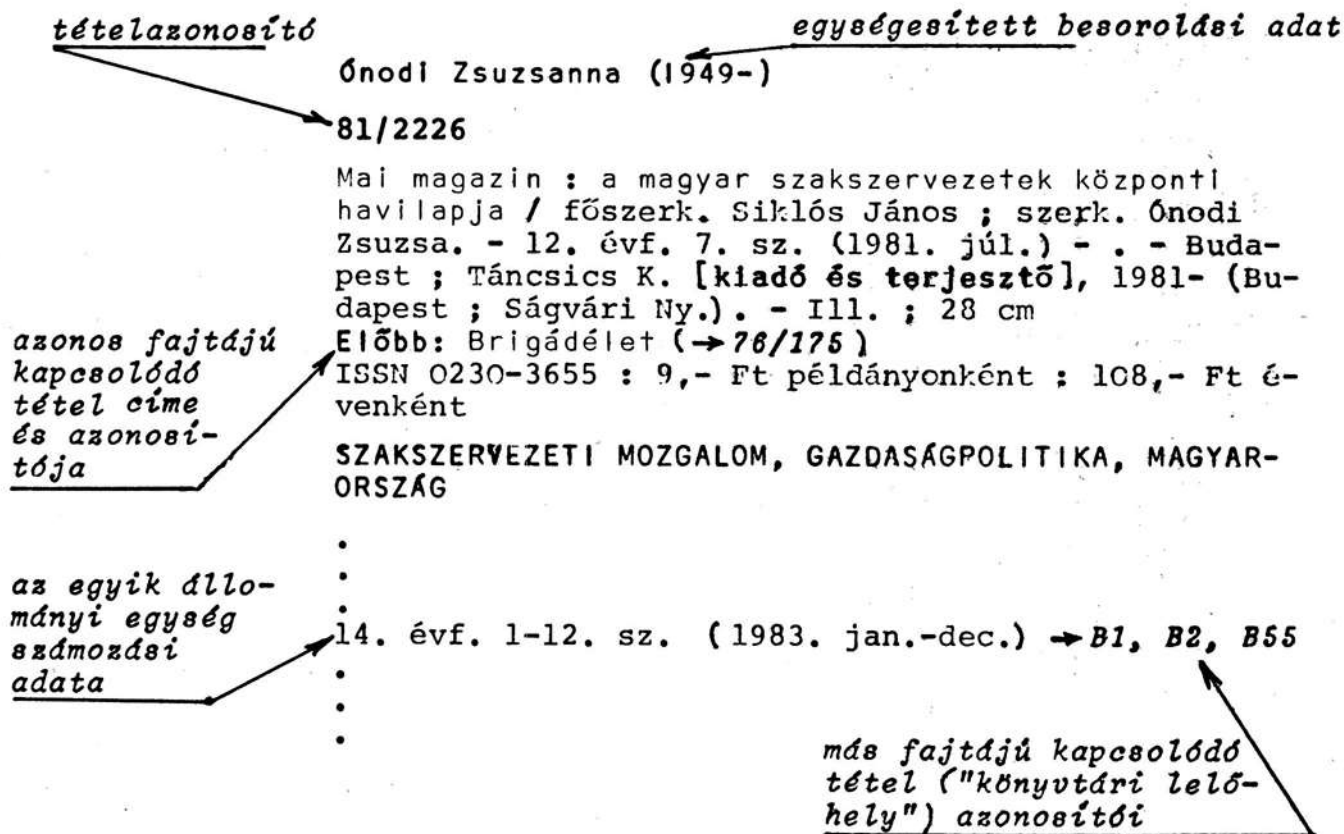 tételazonosító
egységesített besorolási adat
Ónodi Zsuzsanna (1949-)
81/2226
Mai magazin : a magyar szakszervezetek központi
havilapja / főszerk. Siklós János ; szerk. Ónodi
Zsuzsa. - 12. évf. 7. sz. (1981. júl.) - . - Buda-
pest ; Táncsics K. [kiadó és terjesztő], 1981- (Bu-
dapest ; Ságvári Ny.). - Ill. ; 28 cm
Előbb: Brigádélet (→76/175)
ISSN 0230-3655 : 9,- Ft példányonként : 108,- Ft é-
venként
azonos fajtájú
kapcsolódó
tétel címe
és azonosí-
tója
SZAKSZERVEZETI MOZGALOM, GAZDASÁGPOLITIKA, MAGYAR-
ORSZÁG
az egyik állo-
mányi egység
számozási
adata
14. évf. 1-12. sz. (1983. jan.-dec.) → B1, B2, B55
más fajtájú kapcsolódó
tétel ("könyvtári lelő-
hely") azonosítói